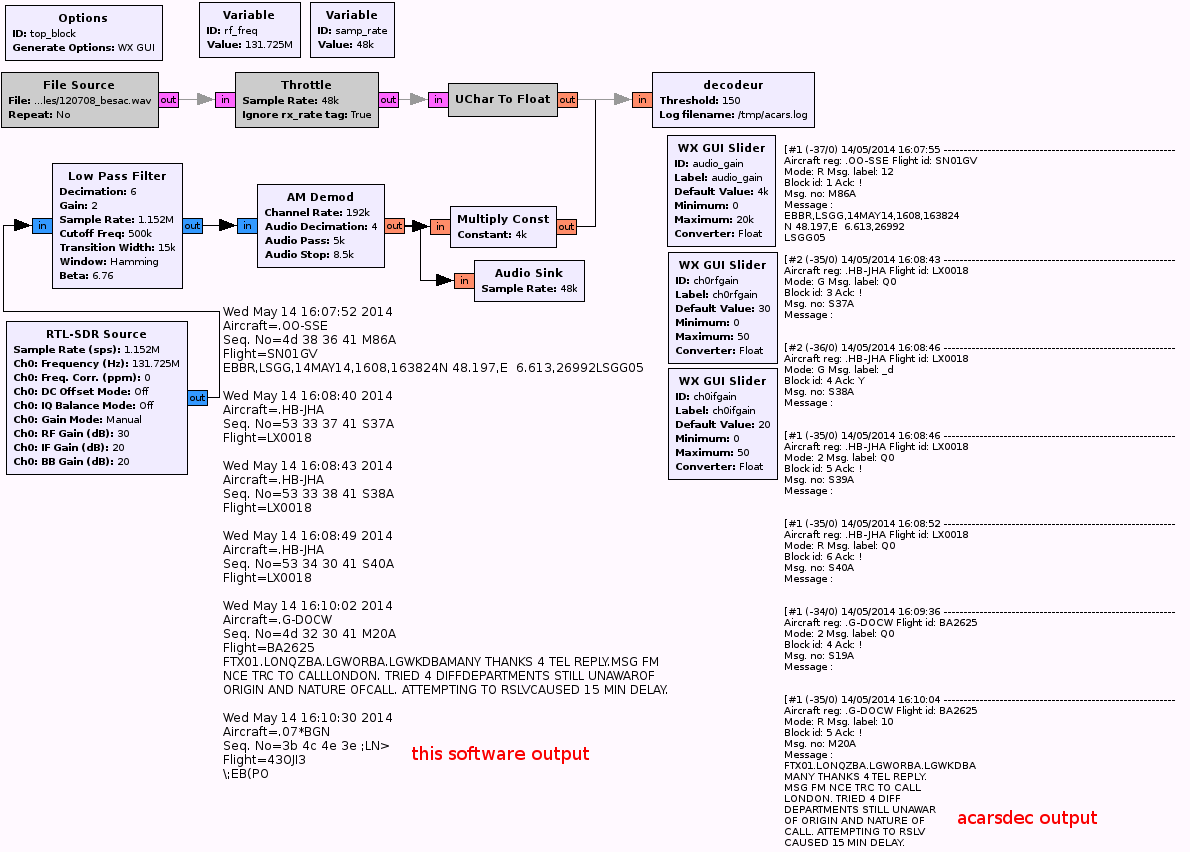 Options
ID: top_block
Generate Options: WX GUI
Variable
ID: rf_freq
Value: 131.725M
Variable
ID: samp_rate
Value: 48k
File Source
File: ...les/120708_besac.wav
Repeat: No
out
in
Throttle
Sample Rate: 48k
Ignore rx_rate tag: True
out
in
UChar To Float
out
in
decodeur
Threshold: 150
Log filename: /tmp/acars.log
in
Low Pass Filter
Decimation: 6
Gain: 2
Sample Rate: 1.152M
Cutoff Freq: 500k
Transition Width: 15k
Window: Hamming
Beta: 6.76
out
in
AM Demod
Channel Rate: 192k
Audio Decimation: 4
Audio Pass: 5k
Audio Stop: 8.5k
out
in
Multiply Const
Constant: 4k
out
in
Audio Sink
Sample Rate: 48k
RTL-SDR Source
Sample Rate (sps): 1.152M
Ch0: Frequency (Hz): 131.725M
Ch0: Freq. Corr. (ppm): 0
Ch0: DC Offset Mode: Off
Ch0: IQ Balance Mode: Off
Ch0: Gain Mode: Manual
Ch0: RF Gain (dB): 30
Ch0: IF Gain (dB): 20
Ch0: BB Gain (dB): 20
out
WX GUI Slider
ID: audio_gain
Label: audio_gain
Default Value: 4k
Minimum: 0
Maximum: 20k
Converter: Float
WX GUI Slider
ID: ch0rfgain
Label: ch0rfgain
Default Value: 30
Minimum: 0
Maximum: 50
Converter: Float
WX GUI Slider
ID: ch0ifgain
Label: ch0ifgain
Default Value: 20
Minimum: 0
Maximum: 50
Converter: Float
Wed May 14 16:07:52 2014
Aircraft=.OO-SSE
Seq. No=4d 38 36 41 M86A
Flight=SN01GV
EBBR,LSGG,14MAY14,1608,163824N 48.197,E  6.613,26992LSGG05
Wed May 14 16:08:40 2014
Aircraft=.HB-JHA
Seq. No=53 33 37 41 S37A
Flight=LX0018
Wed May 14 16:08:43 2014
Aircraft=.HB-JHA
Seq. No=53 33 38 41 S38A
Flight=LX0018
Wed May 14 16:08:49 2014
Aircraft=.HB-JHA
Seq. No=53 34 30 41 S40A
Flight=LX0018
Wed May 14 16:10:02 2014
Aircraft=.G-DOCW
Seq. No=4d 32 30 41 M20A
Flight=BA2625
FTX01.LONQZBA.LGWORBA.LGWKDBAMANY THANKS 4 TEL REPLY.MSG FM
NCE TRC TO CALLLONDON. TRIED 4 DIFFDEPARTMENTS STILL UNAWAROF
ORIGIN AND NATURE OFCALL. ATTEMPTING TO RSLVCAUSED 15 MIN DELAY.
Wed May 14 16:10:30 2014
Aircraft=.07*BGN
Seq. No=3b 4c 4e 3e ;LN>
Flight=43OJI3
\;EB(PO
this software output
[#1 (-37/0) 14/05/2014 16:07:55 --------------------------------------------------
Aircraft reg: .OO-SSE Flight id: SN01GV
Mode: R Msg. label: 12
Block id: 1 Ack: !
Msg. no: M86A
Message :
EBBR,LSGG,14MAY14,1608,163824
N 48.197,E  6.613,26992
LSGG05
[#2 (-35/0) 14/05/2014 16:08:43 --------------------------------------------------
Aircraft reg: .HB-JHA Flight id: LX0018
Mode: G Msg. label: Q0
Block id: 3 Ack: !
Msg. no: S37A
Message :
[#2 (-36/0) 14/05/2014 16:08:46 --------------------------------------------------
Aircraft reg: .HB-JHA Flight id: LX0018
Mode: G Msg. label: _d
Block id: 4 Ack: Y
Msg. no: S38A
Message :
[#1 (-35/0) 14/05/2014 16:08:46 --------------------------------------------------
Aircraft reg: .HB-JHA Flight id: LX0018
Mode: 2 Msg. label: Q0
Block id: 5 Ack: !
Msg. no: S39A
Message :
[#1 (-35/0) 14/05/2014 16:08:52 --------------------------------------------------
Aircraft reg: .HB-JHA Flight id: LX0018
Mode: R Msg. label: Q0
Block id: 6 Ack: !
Msg. no: S40A
Message :
[#1 (-34/0) 14/05/2014 16:09:36 --------------------------------------------------
Aircraft reg: .G-DOCW Flight id: BA2625
Mode: 2 Msg. label: Q0
Block id: 4 Ack: !
Msg. no: S19A
Message :
[#1 (-35/0) 14/05/2014 16:10:04 --------------------------------------------------
Aircraft reg: .G-DOCW Flight id: BA2625
Mode: R Msg. label: 10
Block id: 5 Ack: !
Msg. no: M20A
Message :
FTX01.LONQZBA.LGWORBA.LGWKDBA
MANY THANKS 4 TEL REPLY.
MSG FM NCE TRC TO CALL
LONDON. TRIED 4 DIFF
DEPARTMENTS STILL UNAWAR
OF ORIGIN AND NATURE OF
CALL. ATTEMPTING TO RSLV
CAUSED 15 MIN DELAY.
acarsdec output